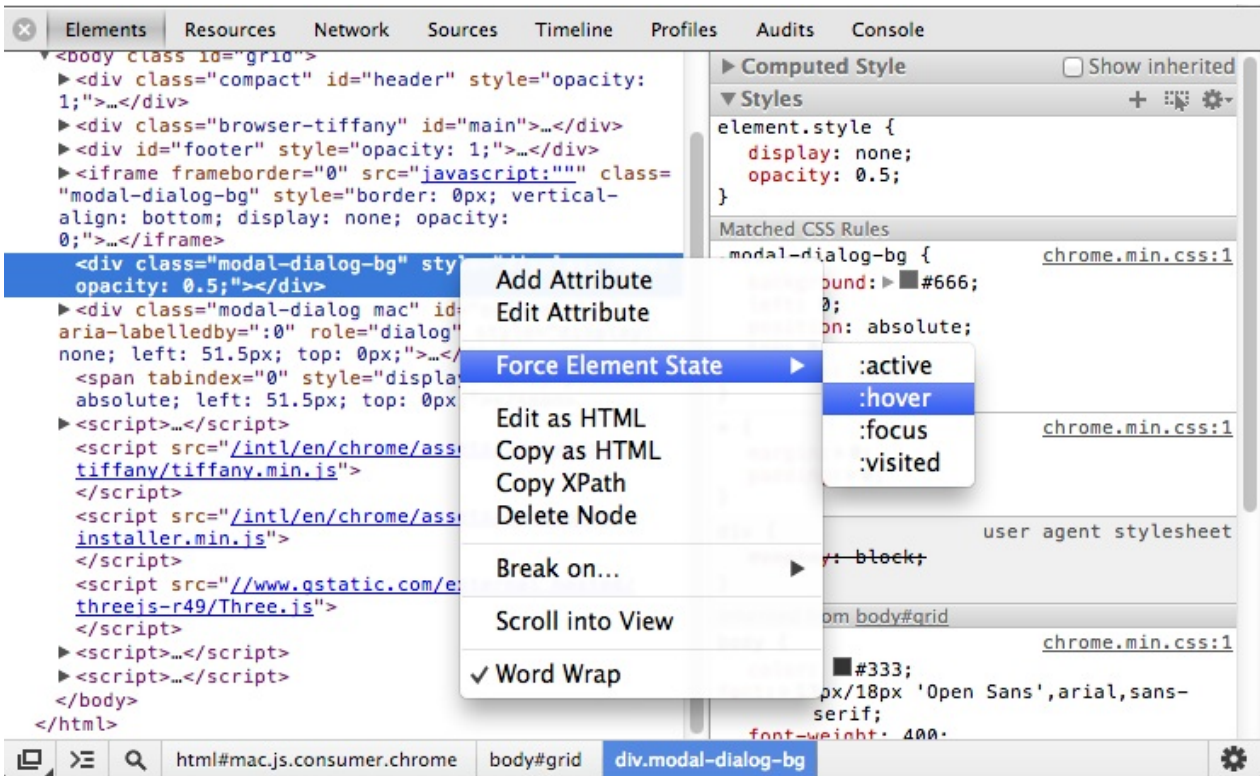 Elements Resources Network Sources Timeline Profiles Audits Console
▼<body class id="grid">
▶<div class="compact" id="header" style="opacity:
1;">…</div>
▶<div class="browser-tiffany" id="main">…</div>
▶<div id="footer" style="opacity: 1;">…</div>
▶<iframe frameborder="0" src="javascript:""" class=
"modal-dialog-bg" style="border: 0px; vertical-
align: bottom; display: none; opacity:
0;">…</iframe>
<div class="modal-dialog-bg"
opacity: 0.5;"></div>
▶<div class="modal-dialog mac"
aria-labelledby=":0" role="dialog"
none; left: 51.5px; top: 0px;">…</
<span tabindex="0"
absolute; left: 51.5px; top: 0px
▶<script>…</script>
<script src="/intl/en/chrome/
tiffany/tiffany.min.js">
</script>
<script src="/intl/en/chrome/
installer.min.js">
</script>
<script src="//www.gstatic.com/
threejs-r49/Three.js">
</script>
▶<script>…</script>
▶<script>…</script>
</body>
</html>
Add Attribute
Edit Attribute
Force Element State
Edit as HTML
Copy as HTML
Copy XPath
Delete Node
Break on...
Scroll into View
✓ Word Wrap
:active
:hover
:focus
:visited
▶ Computed Style Show inherited
▼ Styles
element.style {
display: none;
opacity: 0.5;
}
Matched CSS Rules
.modal-dialog-bg { chrome.min.css:1
▶ #666;
0;
absolute;
chrome.min.css:1
user agent stylesheet
block;
body#grid
chrome.min.css:1
#333;
px/18px 'Open Sans',arial,sans-
serif;
font-weight: 400;
html#mac.js.consumer.chrome body#grid div.modal-dialog-bg